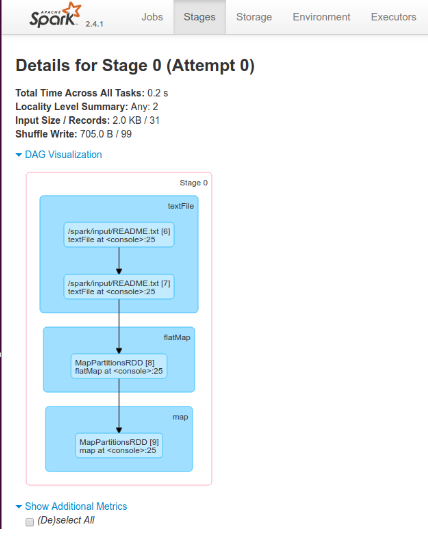 APACHE
Spark 2.4.1 Jobs Stages Storage Environment Executors
Details for Stage 0 (Attempt 0)
Total Time Across All Tasks: 0.2 s
Locality Level Summary: Any: 2
Input Size / Records: 2.0 KB / 31
Shuffle Write: 705.0 B / 99
DAG Visualization
Stage 0
textFile
/spark/input/README.txt [6]
textFile at <console>:25
/spark/input/README.txt [7]
textFile at <console>:25
flatMap
MapPartitionsRDD [8]
flatMap at <console>:25
map
MapPartitionsRDD [9]
map at <console>:25
Show Additional Metrics
(De)select All